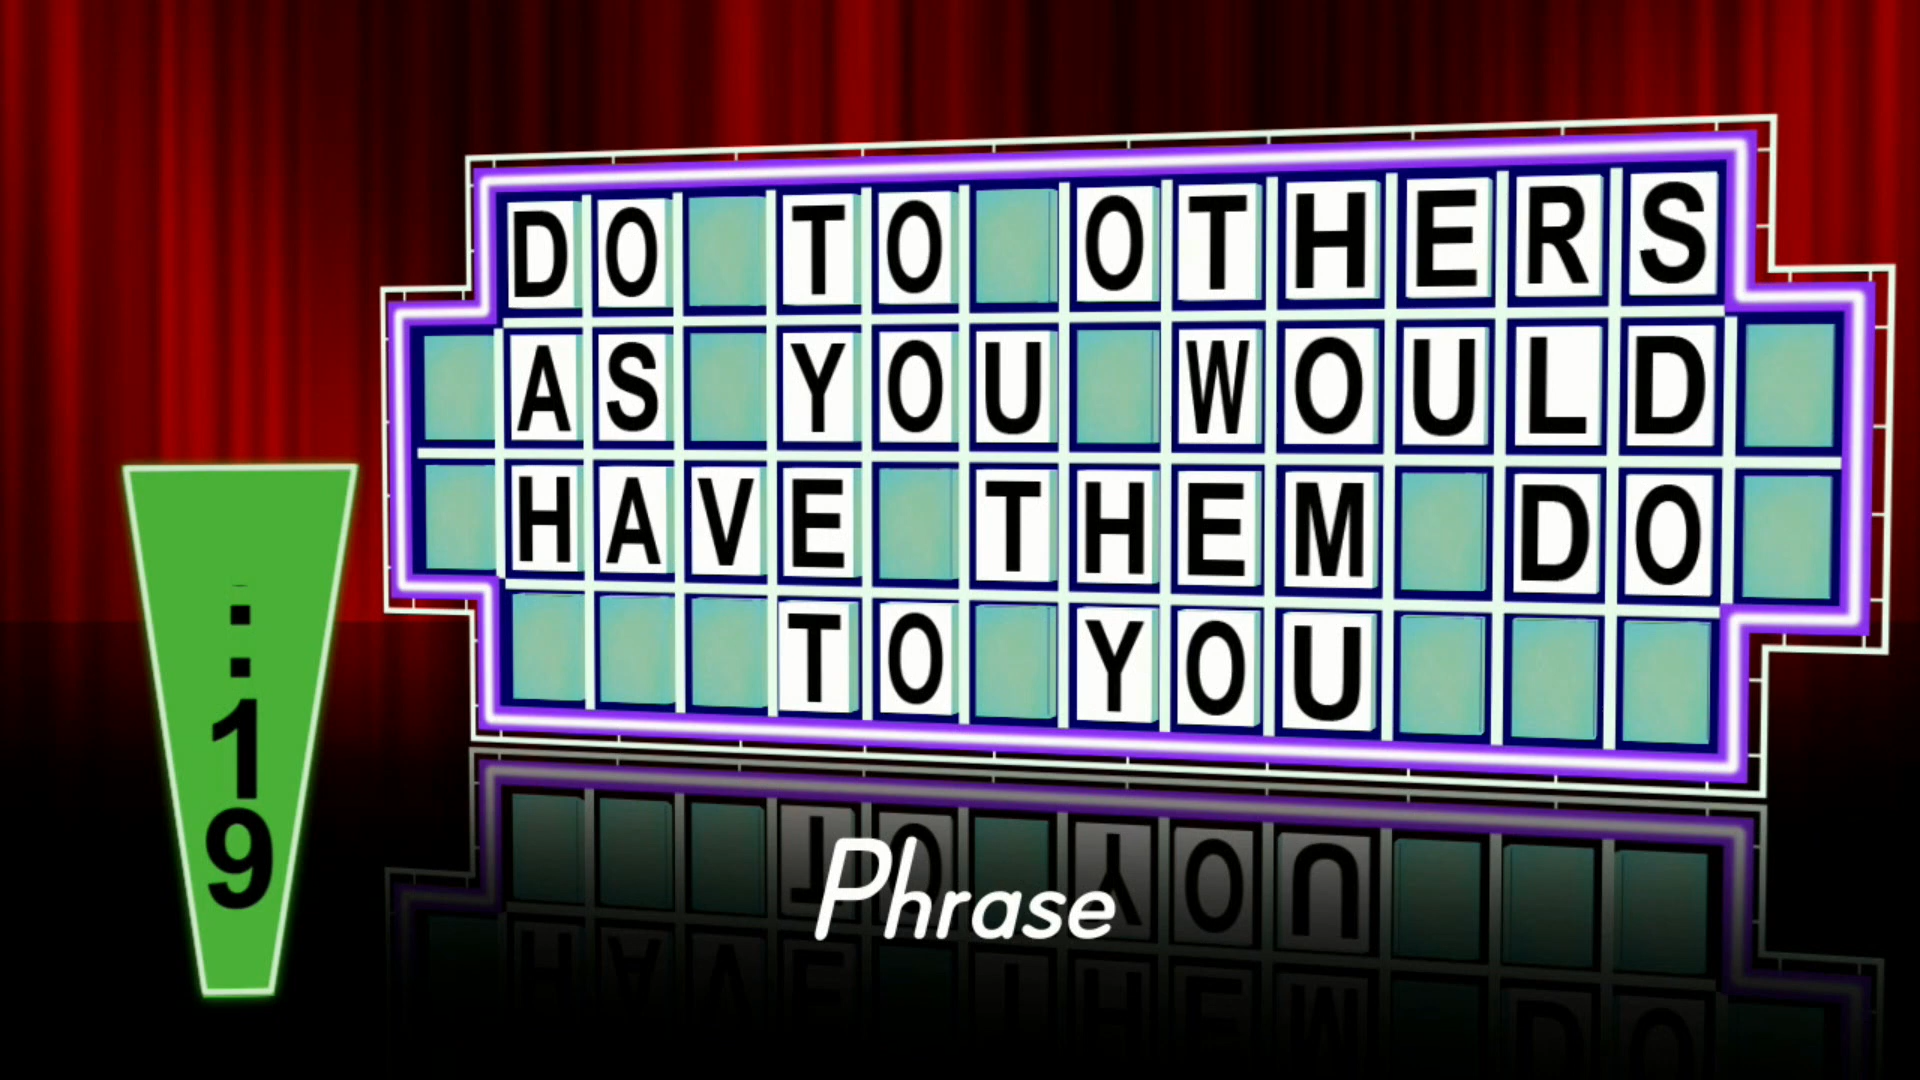 DO TO OTHERS
AS YOU WOULD
HAVE THEM DO
TO YOU
:19
Phrase